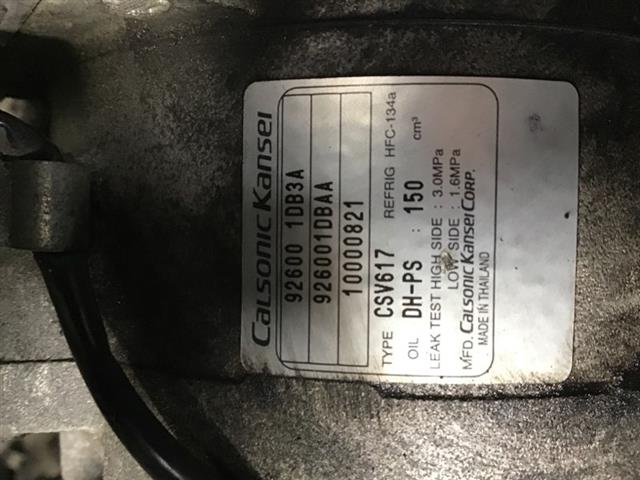 Calsonic Kansei
92600 1DB3A
926001DBAA
10000821
TYPE CSV617 REFRIG HFC-134a
OIL DH-PS : 150 cm³
LEAK TEST HIGH SIDE : 3.0MPa
LOW SIDE : 1.6MPa
MFD. CALSONIC KANSEI CORP.
MADE IN THAILAND